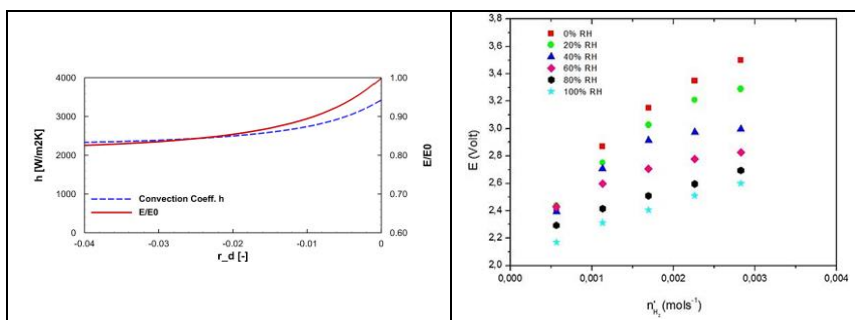 4000
3000
2000
1000
0
h [W/m2K]
1.00
0.90
0.80
0.70
0.60
E/E0
Convection Coeff. h
E/E0
-0.04
-0.03
-0.02
-0.01
0
r_d [-]
3,8
3,6
3,4
3,2
3,0
2,8
2,6
2,4
2,2
2,0
E (Volt)
0% RH
20% RH
40% RH
60% RH
80% RH
100% RH
0,000
0,001
0,002
0,003
0,004
n'H2 (mols-1)